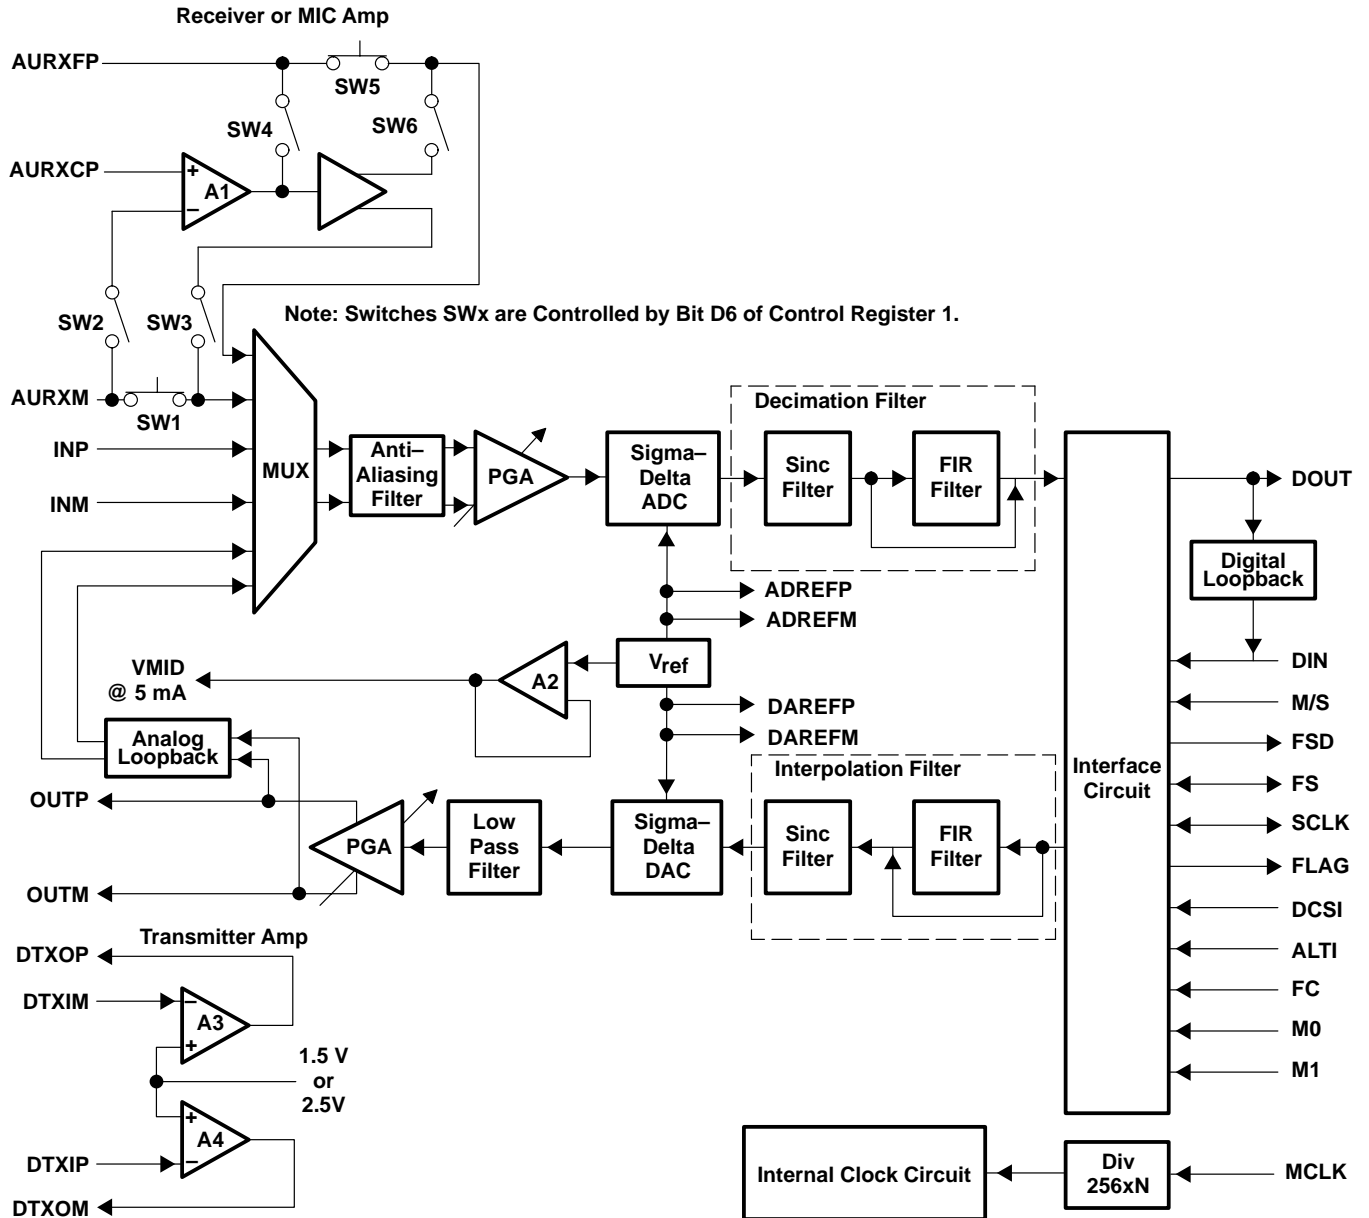 Receiver or MIC Amp
AURXFP
SW5
SW4
SW6
AURXCP
+
A1
−
SW2
SW3
Note: Switches SWx are Controlled by Bit D6 of Control Register 1.
AURXM
SW1
INP
INM
MUX
Anti–
Aliasing
Filter
PGA
Sigma–
Delta
ADC
Decimation Filter
Sinc
Filter
FIR
Filter
DOUT
Digital
Loopback
ADREFP
ADREFM
VMID
@ 5 mA
A2
Vref
DIN
M/S
DAREFP
DAREFM
Analog
Loopback
Interpolation Filter
Interface
Circuit
FSD
FS
OUTP
PGA
Low
Pass
Filter
Sigma–
Delta
DAC
Sinc
Filter
FIR
Filter
SCLK
FLAG
OUTM
DCSI
Transmitter Amp
DTXOP
ALTI
DTXIM
−
A3
+
FC
M0
1.5 V
or
2.5V
M1
+
A4
−
DTXIP
DTXOM
Internal Clock Circuit
Div
256xN
MCLK